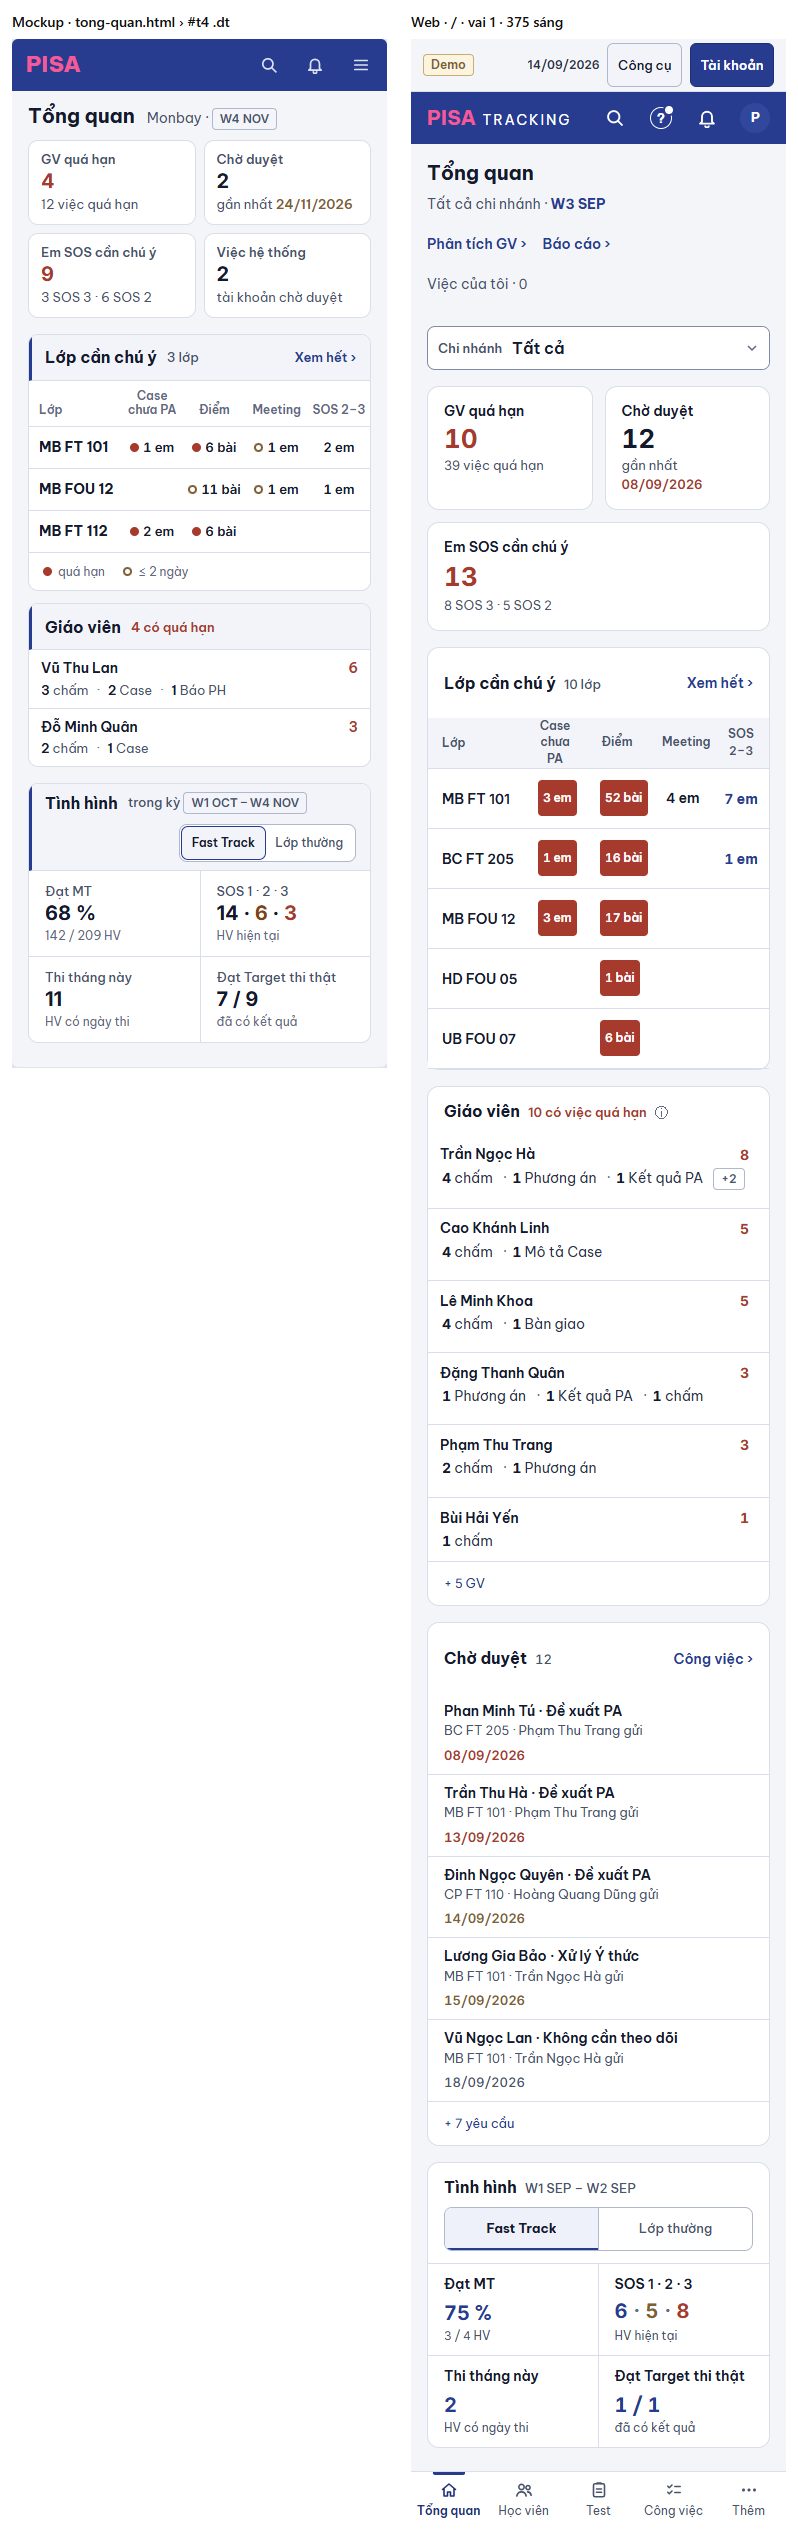 Mockup · tong-quan.html › #t4 .dt
PISA
Tổng quan Monbay · W4 NOV
GV quá hạn
4
12 việc quá hạn
Chờ duyệt
2
gần nhất 24/11/2026
Em SOS cần chú ý
9
3 SOS 3 · 6 SOS 2
Việc hệ thống
2
tài khoản chờ duyệt
Lớp cần chú ý 3 lớp Xem hết ›
Lớp Case chưa PA Điểm Meeting SOS 2–3
MB FT 101 1 em 6 bài 1 em 2 em
MB FOU 12 11 bài 1 em 1 em
MB FT 112 2 em 6 bài
quá hạn ≤ 2 ngày
Giáo viên 4 có quá hạn
Vũ Thu Lan 6
3 chấm · 2 Case · 1 Báo PH
Đỗ Minh Quân 3
2 chấm · 1 Case
Tình hình trong kỳ W1 OCT – W4 NOV
Fast Track Lớp thường
Đạt MT
68 %
142 / 209 HV
SOS 1 · 2 · 3
14 · 6 · 3
HV hiện tại
Thi tháng này
11
HV có ngày thi
Đạt Target thi thật
7 / 9
đã có kết quả
Web · / · vai 1 · 375 sáng
Demo 14/09/2026 Công cụ Tài khoản
PISA TRACKING ? P
Tổng quan
Tất cả chi nhánh · W3 SEP
Phân tích GV › Báo cáo ›
Việc của tôi · 0
Chi nhánh Tất cả
GV quá hạn
10
39 việc quá hạn
Chờ duyệt
12
gần nhất
08/09/2026
Em SOS cần chú ý
13
8 SOS 3 · 5 SOS 2
Lớp cần chú ý 10 lớp Xem hết ›
Lớp Case chưa PA Điểm Meeting SOS 2–3
MB FT 101 3 em 52 bài 4 em 7 em
BC FT 205 1 em 16 bài 1 em
MB FOU 12 3 em 17 bài
HD FOU 05 1 bài
UB FOU 07 6 bài
Giáo viên 10 có việc quá hạn
Trần Ngọc Hà 8
4 chấm · 1 Phương án · 1 Kết quả PA +2
Cao Khánh Linh 5
4 chấm · 1 Mô tả Case
Lê Minh Khoa 5
4 chấm · 1 Bàn giao
Đặng Thanh Quân 3
1 Phương án · 1 Kết quả PA · 1 chấm
Phạm Thu Trang 3
2 chấm · 1 Phương án
Bùi Hải Yến 1
1 chấm
+ 5 GV
Chờ duyệt 12 Công việc ›
Phan Minh Tú · Đề xuất PA
BC FT 205 · Phạm Thu Trang gửi
08/09/2026
Trần Thu Hà · Đề xuất PA
MB FT 101 · Phạm Thu Trang gửi
13/09/2026
Đinh Ngọc Quyên · Đề xuất PA
CP FT 110 · Hoàng Quang Dũng gửi
14/09/2026
Lương Gia Bảo · Xử lý Ý thức
MB FT 101 · Trần Ngọc Hà gửi
15/09/2026
Vũ Ngọc Lan · Không cần theo dõi
MB FT 101 · Trần Ngọc Hà gửi
18/09/2026
+ 7 yêu cầu
Tình hình W1 SEP – W2 SEP
Fast Track Lớp thường
Đạt MT
75 %
3 / 4 HV
SOS 1 · 2 · 3
6 · 5 · 8
HV hiện tại
Thi tháng này
2
HV có ngày thi
Đạt Target thi thật
1 / 1
đã có kết quả
Tổng quan Học viên Test Công việc Thêm